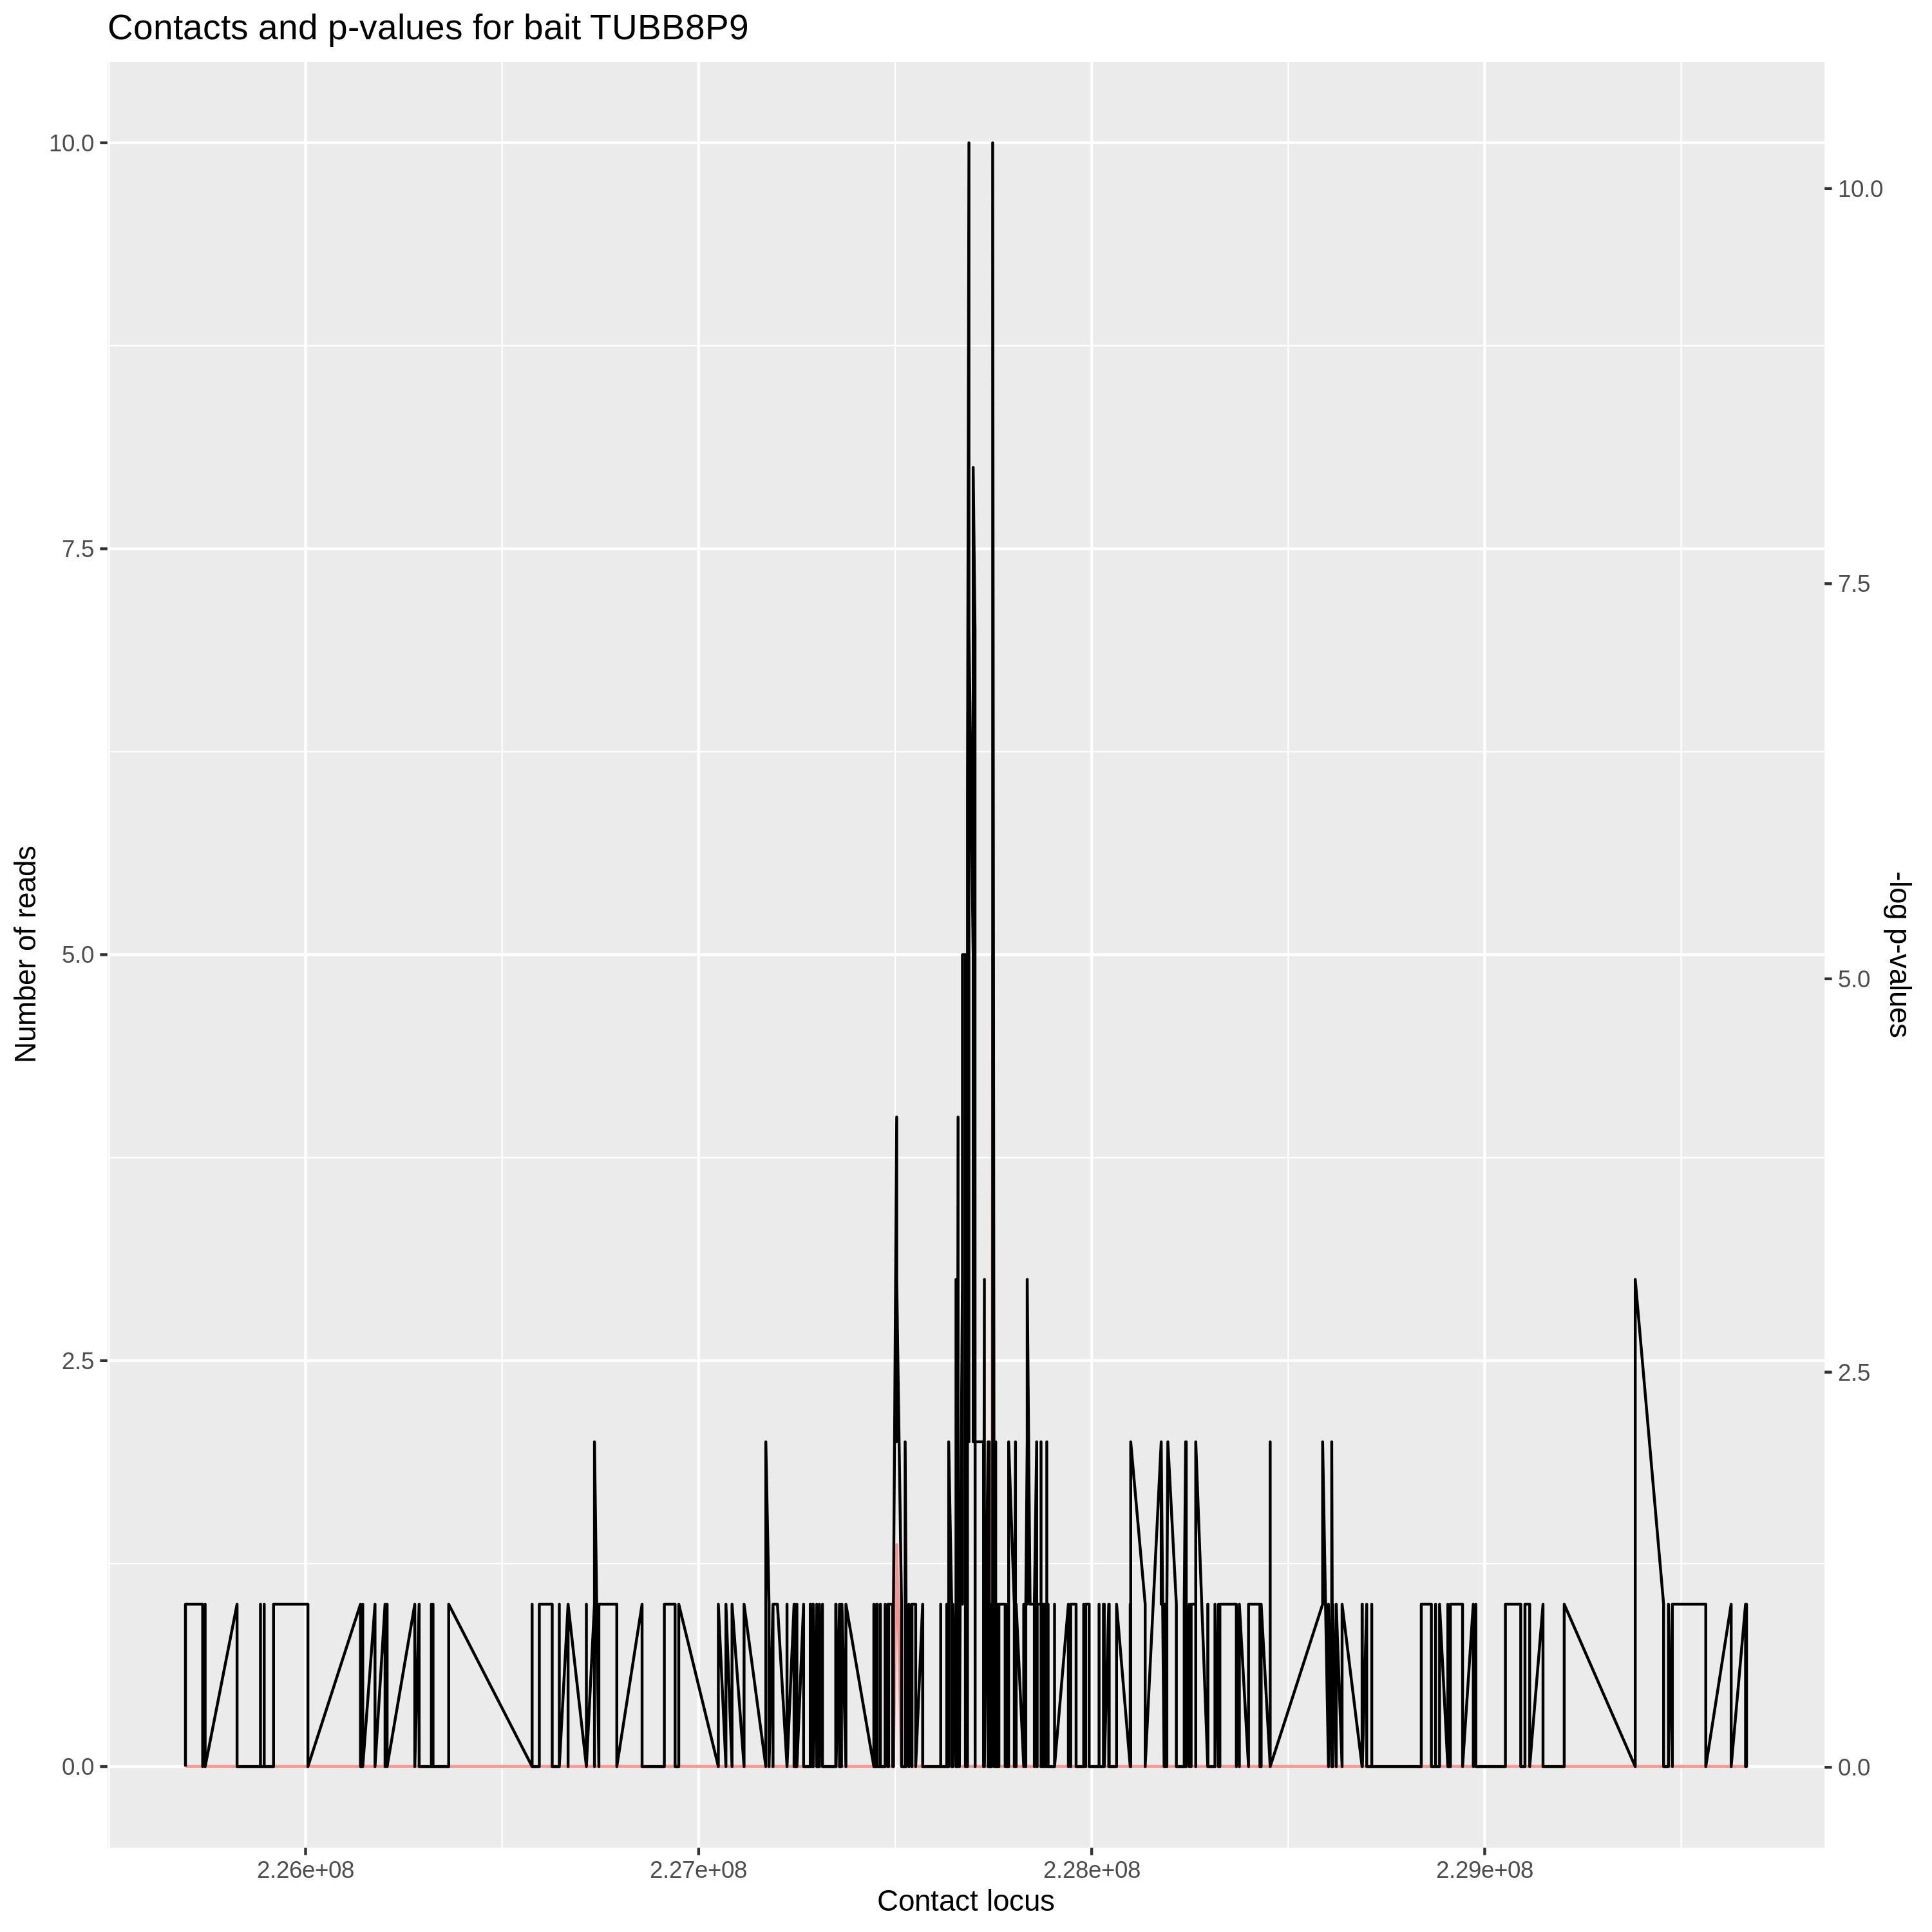 Contacts and p-values for bait TUBB8P9
10.0
7.5
5.0
2.5
0.0
Number of reads
10.0
7.5
5.0
2.5
0.0
-log p-values
2.26e+08
2.27e+08
2.28e+08
2.29e+08
Contact locus